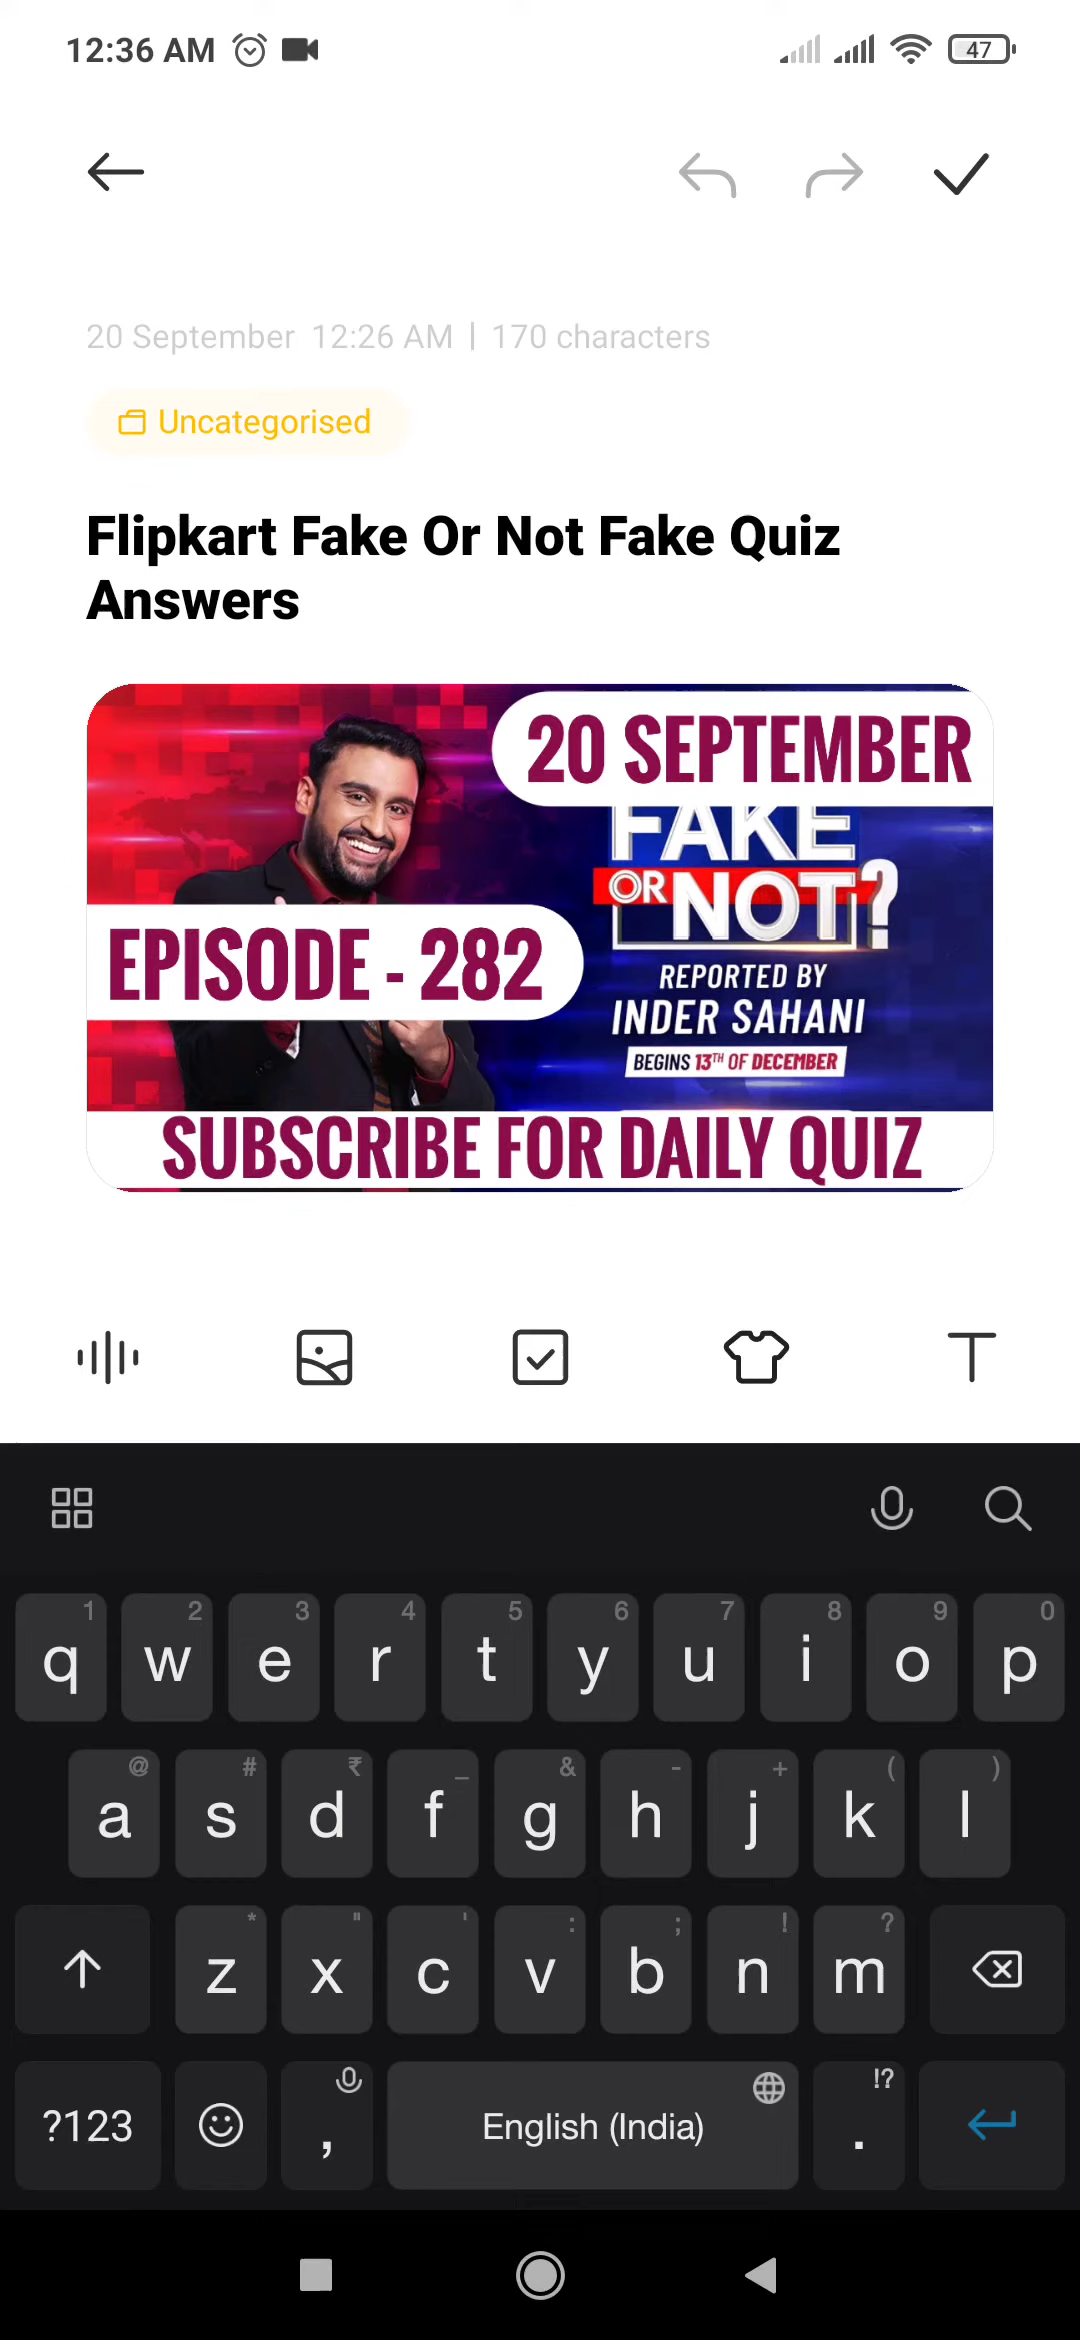 12:36 AM 47
20 September 12:26 AM | 170 characters
Uncategorised
Flipkart Fake Or Not Fake Quiz
Answers
20 SEPTEMBER
FAKE
OR NOT?
EPISODE - 282
REPORTED BY
INDER SAHANI
BEGINS 13TH OF DECEMBER
SUBSCRIBE FOR DAILY QUIZ
T
1 2 3 4 5 6 7 8 9 0
q w e r t y u i o p
@ # ₹ _ & - + ( )
a s d f g h j k l
* " ' : ; ! ?
z x c v b n m
!?
?123 , English (India) .